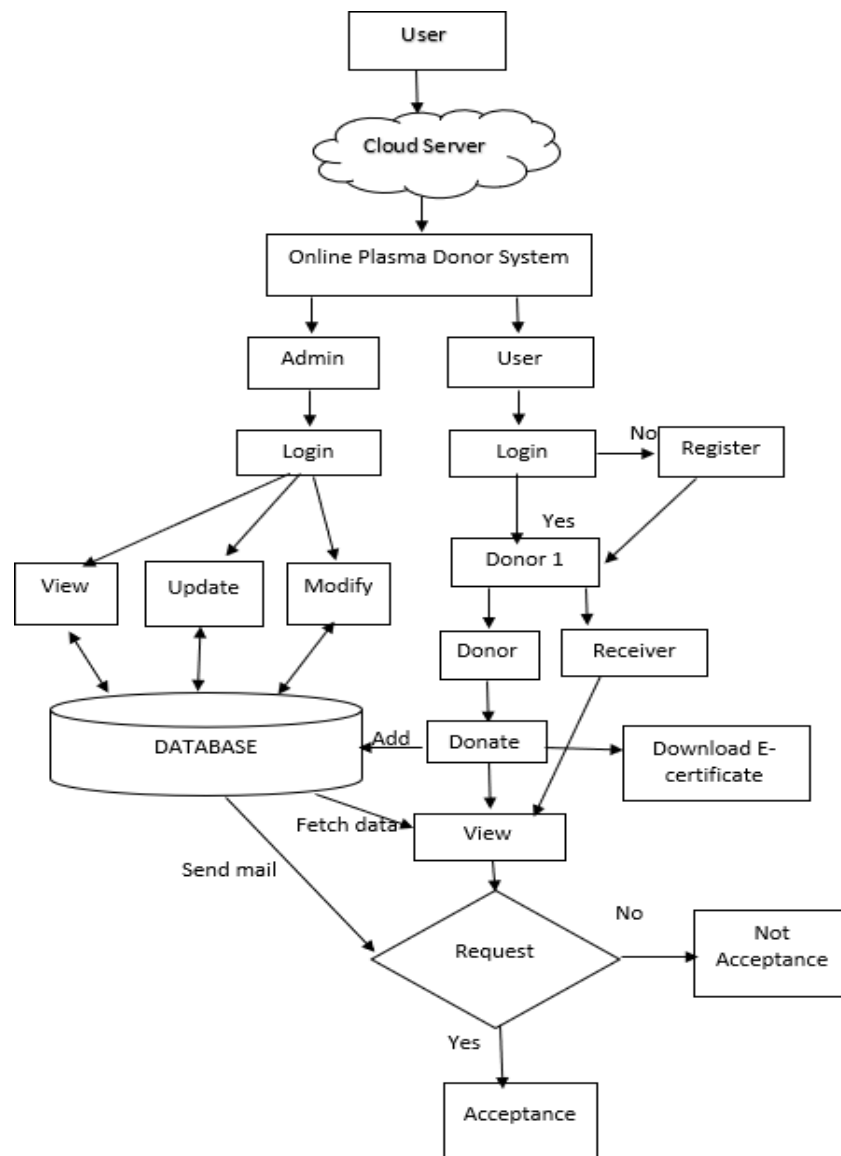 User
Cloud Server
Online Plasma Donor System
Admin
User
Login
Login
No
Register
Yes
Donor 1
View
Update
Modify
Donor
Receiver
DATABASE
Add
Donate
Download E-
certificate
Fetch data
View
Send mail
Request
No
Not
Acceptance
Yes
Acceptance